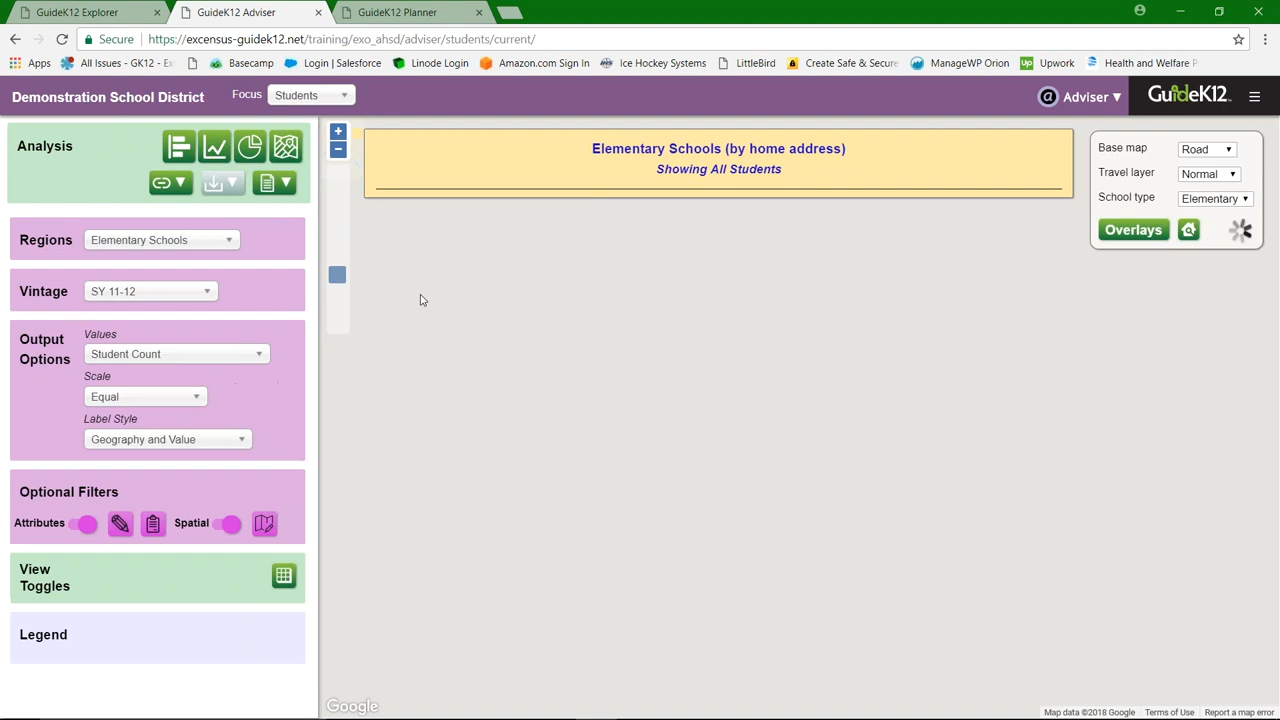 GuideK12 Explorer
GuideK12 Adviser
GuideK12 Planner
Secure
https://excensus-guidek12.net/training/exo_ahsd/adviser/students/current/
Apps
All Issues - GK12 - Ex
Basecamp
Login | Salesforce
Linode Login
Amazon.com Sign In
Ice Hockey Systems
LittleBird
Create Safe & Secure
ManageWP Orion
Upwork
Health and Welfare P
Demonstration School District
Focus
Students
Adviser
GUiDEK12
Analysis
Regions
Elementary Schools
Vintage
SY 11-12
Output Options
Values
Student Count
Scale
Equal
Label Style
Geography and Value
Optional Filters
Attributes
Spatial
View
Toggles
Legend
Elementary Schools (by home address)
Showing All Students
Base map
Road
Travel layer
Normal
School type
Elementary
Overlays
Google
Map data ©2018 Google
Terms of Use
Report a map error